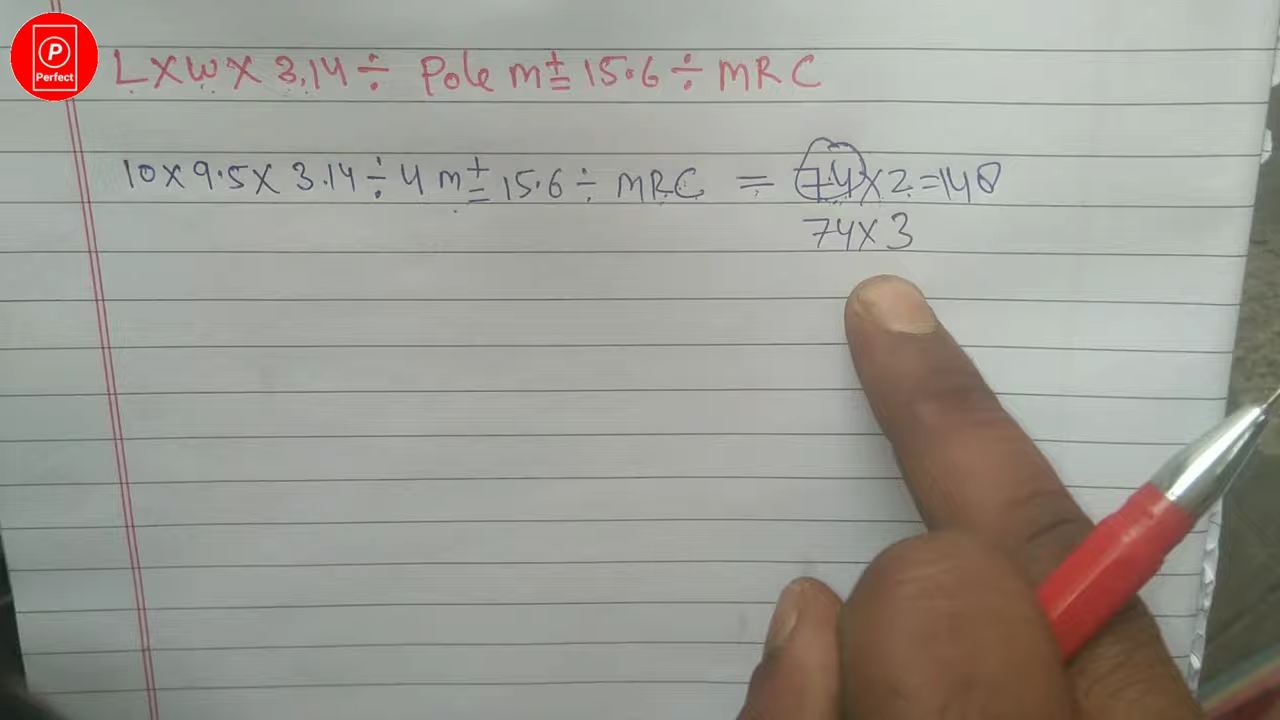 P
Perfect
L X W X 3.14 ÷ Pole m± 15.6 ÷ MRC
10 X 9.5 X 3.14 ÷ 4 m± 15.6 ÷ MRC = 74 X 2 = 148
74 X 3